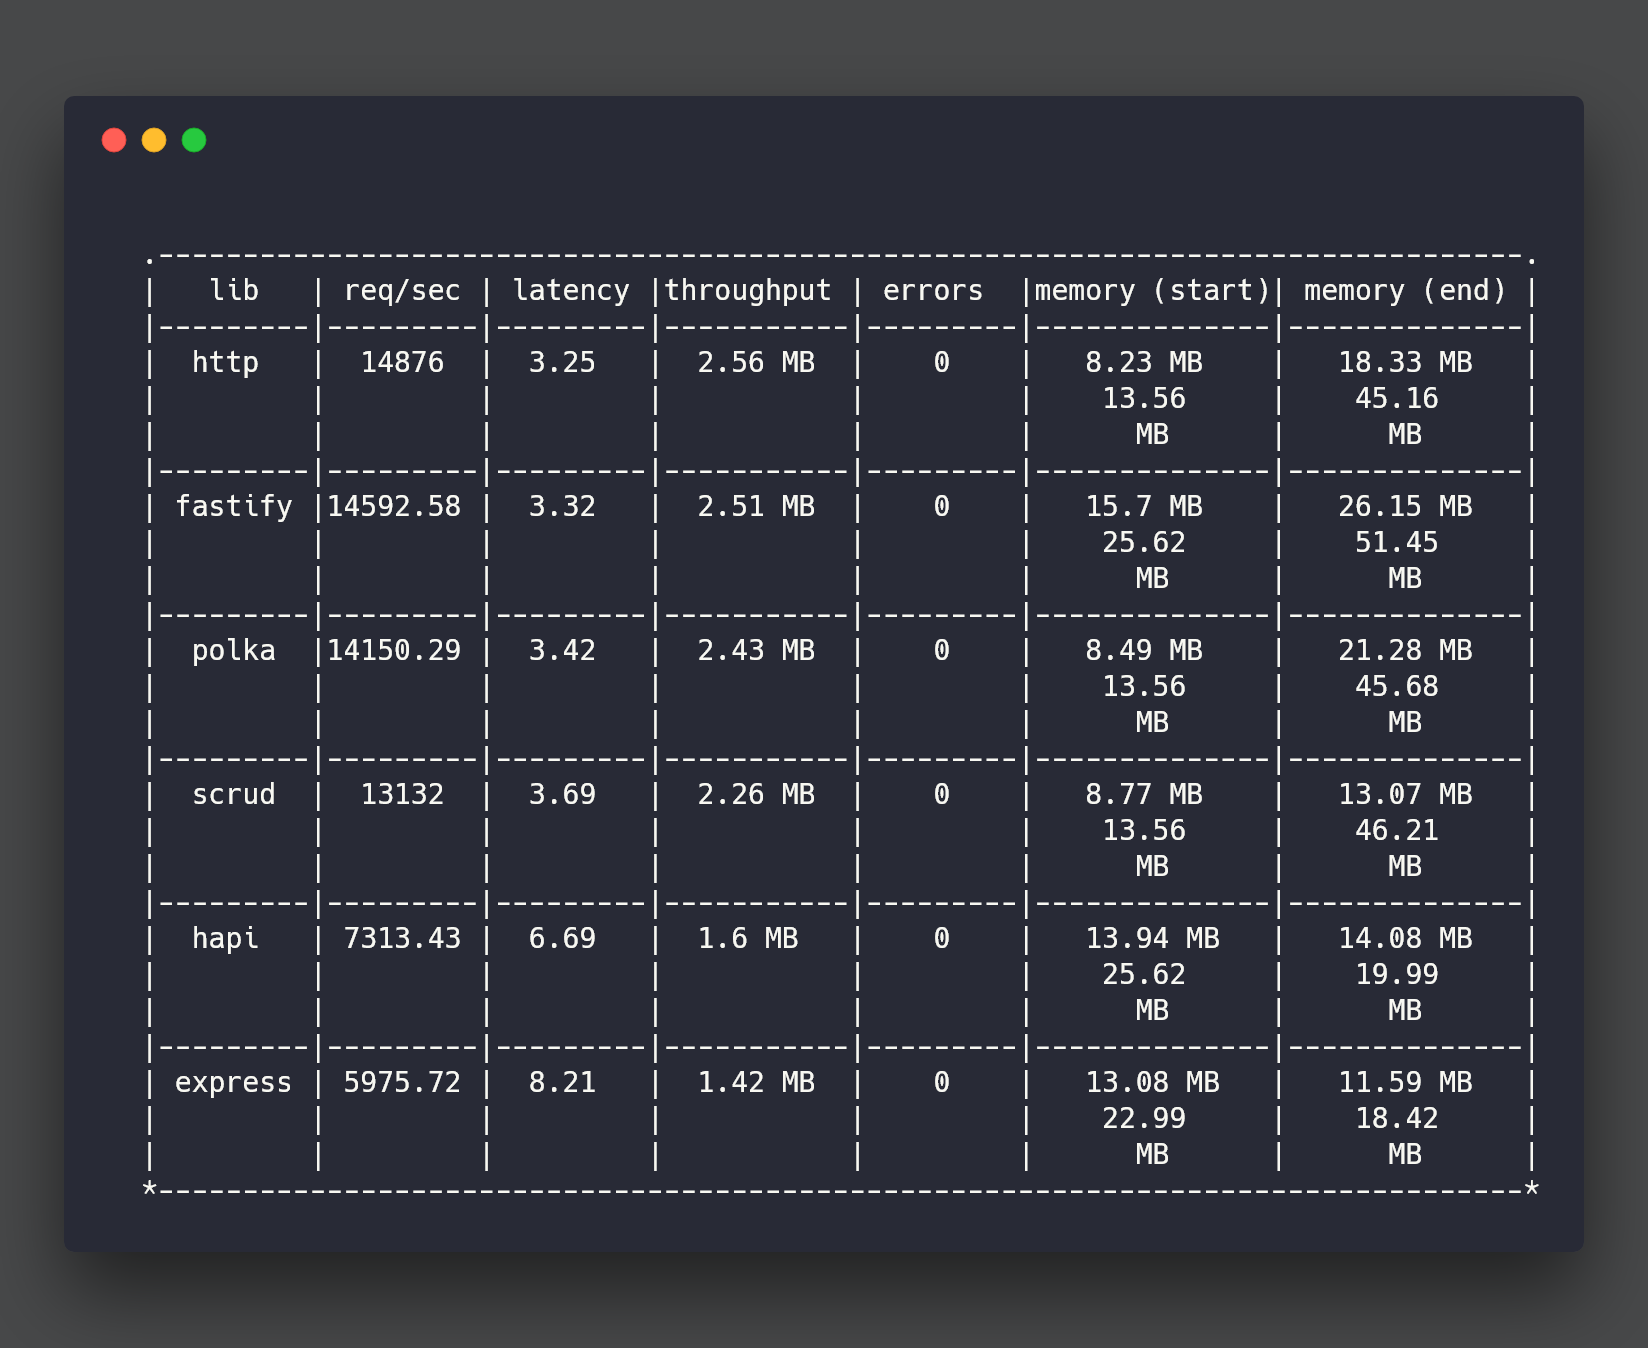 .---------------------------------------------------------------------------------.
|   lib   | req/sec | latency |throughput | errors  |memory (start)| memory (end) |
|---------|---------|---------|-----------|---------|--------------|--------------|
|  http   |  14876  |  3.25   |  2.56 MB  |    0    |   8.23 MB    |   18.33 MB   |
|         |         |         |           |         |    13.56     |    45.16     |
|         |         |         |           |         |      MB      |      MB      |
|---------|---------|---------|-----------|---------|--------------|--------------|
| fastify |14592.58 |  3.32   |  2.51 MB  |    0    |   15.7 MB    |   26.15 MB   |
|         |         |         |           |         |    25.62     |    51.45     |
|         |         |         |           |         |      MB      |      MB      |
|---------|---------|---------|-----------|---------|--------------|--------------|
|  polka  |14150.29 |  3.42   |  2.43 MB  |    0    |   8.49 MB    |   21.28 MB   |
|         |         |         |           |         |    13.56     |    45.68     |
|         |         |         |           |         |      MB      |      MB      |
|---------|---------|---------|-----------|---------|--------------|--------------|
|  scrud  |  13132  |  3.69   |  2.26 MB  |    0    |   8.77 MB    |   13.07 MB   |
|         |         |         |           |         |    13.56     |    46.21     |
|         |         |         |           |         |      MB      |      MB      |
|---------|---------|---------|-----------|---------|--------------|--------------|
|  hapi   | 7313.43 |  6.69   |  1.6 MB   |    0    |   13.94 MB   |   14.08 MB   |
|         |         |         |           |         |    25.62     |    19.99     |
|         |         |         |           |         |      MB      |      MB      |
|---------|---------|---------|-----------|---------|--------------|--------------|
| express | 5975.72 |  8.21   |  1.42 MB  |    0    |   13.08 MB   |   11.59 MB   |
|         |         |         |           |         |    22.99     |    18.42     |
|         |         |         |           |         |      MB      |      MB      |
*---------------------------------------------------------------------------------*